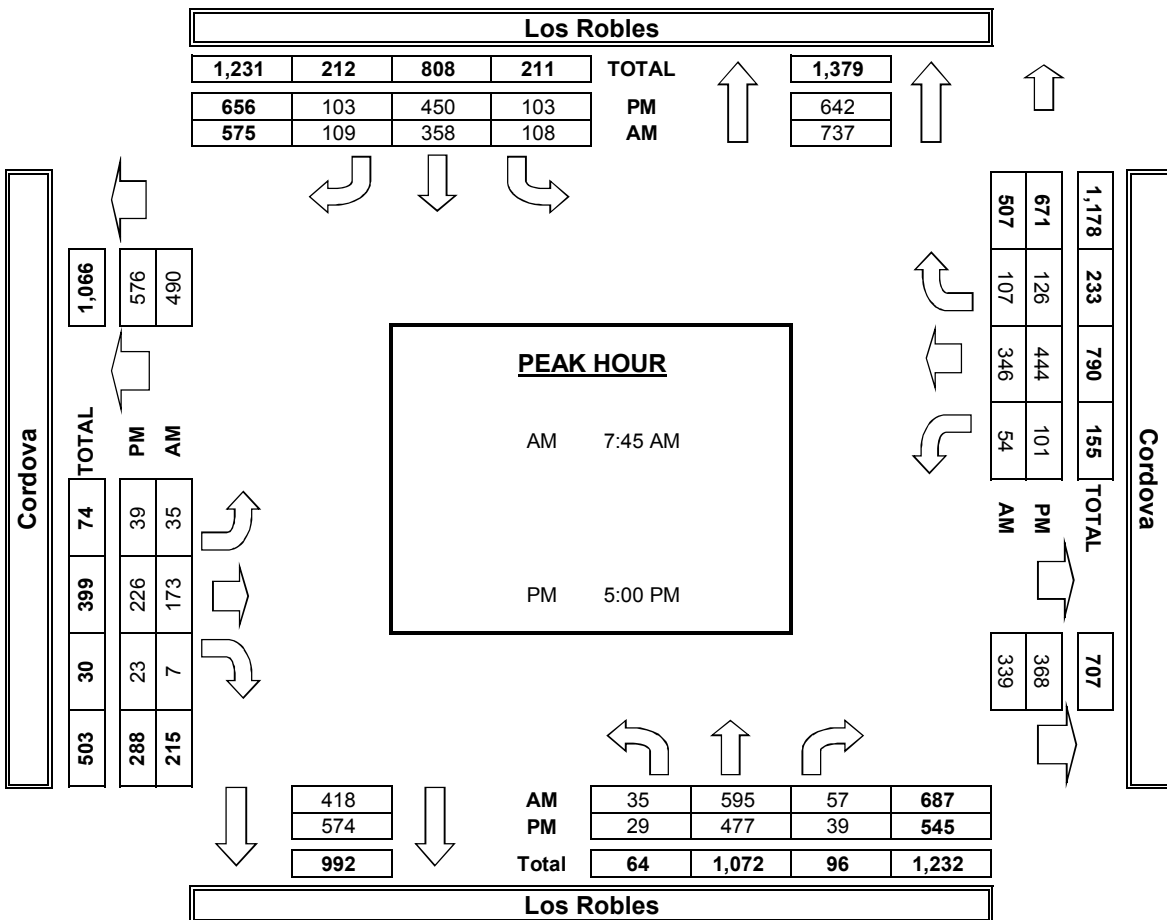 Los Robles
1,231 212 808 211 TOTAL 1,379
656 103 450 103 PM 642
575 109 358 108 AM 737
Cordova
1,066 576 490
TOTAL PM AM
74 39 35
399 226 173
30 23 7
503 288 215
PEAK HOUR
AM 7:45 AM
PM 5:00 PM
507 671 1,178
107 126 233
346 444 790
54 101 155
AM PM TOTAL
339 368 707
Cordova
418 AM 35 595 57 687
574 PM 29 477 39 545
992 Total 64 1,072 96 1,232
Los Robles